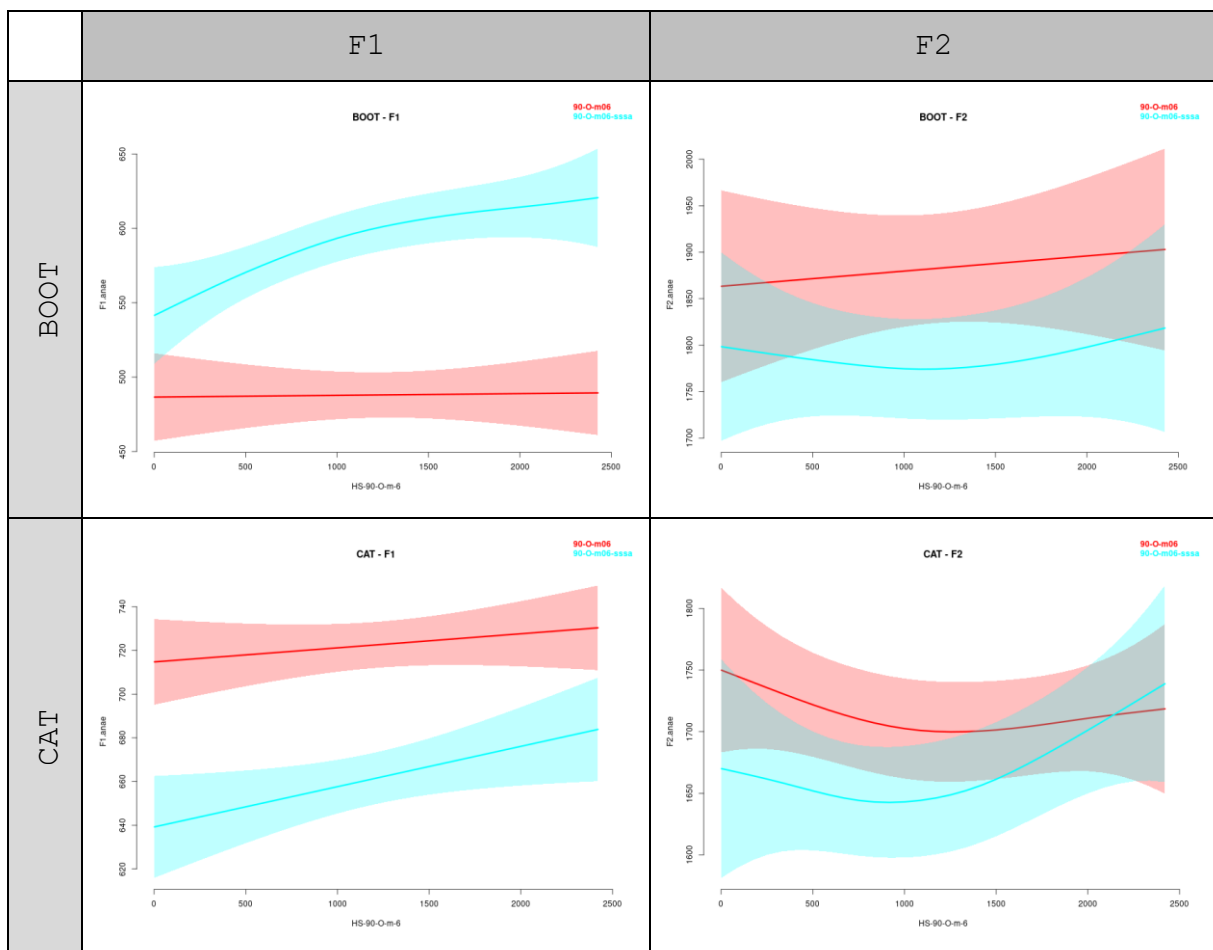 F1
F2
BOOT
BOOT - F1
90-O-m06
90-O-m06-sssa
F1.anae
650
600
550
500
450
0 500 1000 1500 2000 2500
HS-90-O-m-6
BOOT - F2
90-O-m06
90-O-m06-sssa
F2.anae
2000
1950
1900
1850
1800
1750
1700
0 500 1000 1500 2000 2500
HS-90-O-m-6
CAT
CAT - F1
90-O-m06
90-O-m06-sssa
F1.anae
740
720
700
680
660
640
620
0 500 1000 1500 2000 2500
HS-90-O-m-6
CAT - F2
90-O-m06
90-O-m06-sssa
F2.anae
1800
1750
1700
1650
1600
0 500 1000 1500 2000 2500
HS-90-O-m-6